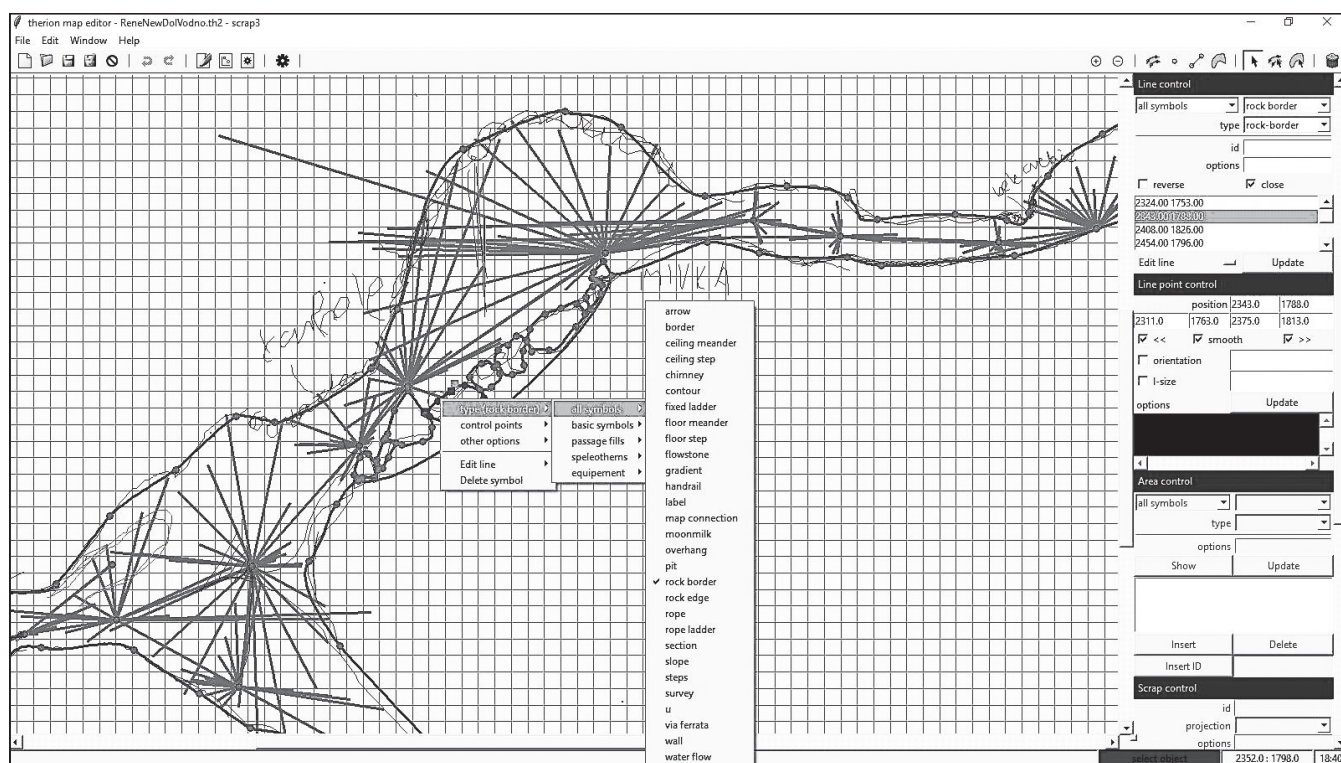 therion map editor - ReneNewDolVodno.th2 - scrap3
File Edit Window Help
Line control
all symbols rock border
type rock-border
id
options
reverse close
2324.00 1753.00
2343.00 1788.00
2408.00 1826.00
2454.00 1796.00
Edit line Update
Line point control
position 2343.0 1788.0
2311.0 1763.0 2375.0 1813.0
<< smooth >>
orientation
l-size
options Update
Area control
all symbols
type
options
Show Update
Insert Delete
Insert ID
Scrap control
id
projection
options
MIVKA
type (rock border)
control points
other options
Edit line
Delete symbol
all symbols
basic symbols
passage fills
speleothems
equipement
arrow
border
ceiling meander
ceiling step
chimney
contour
fixed ladder
floor meander
floor step
flowstone
gradient
handrail
label
map connection
moonmilk
overhang
pit
rock border
rock edge
rope
rope ladder
section
slope
steps
survey
u
via ferrata
wall
water flow
select object 2352.0 : 1798.0 18:40